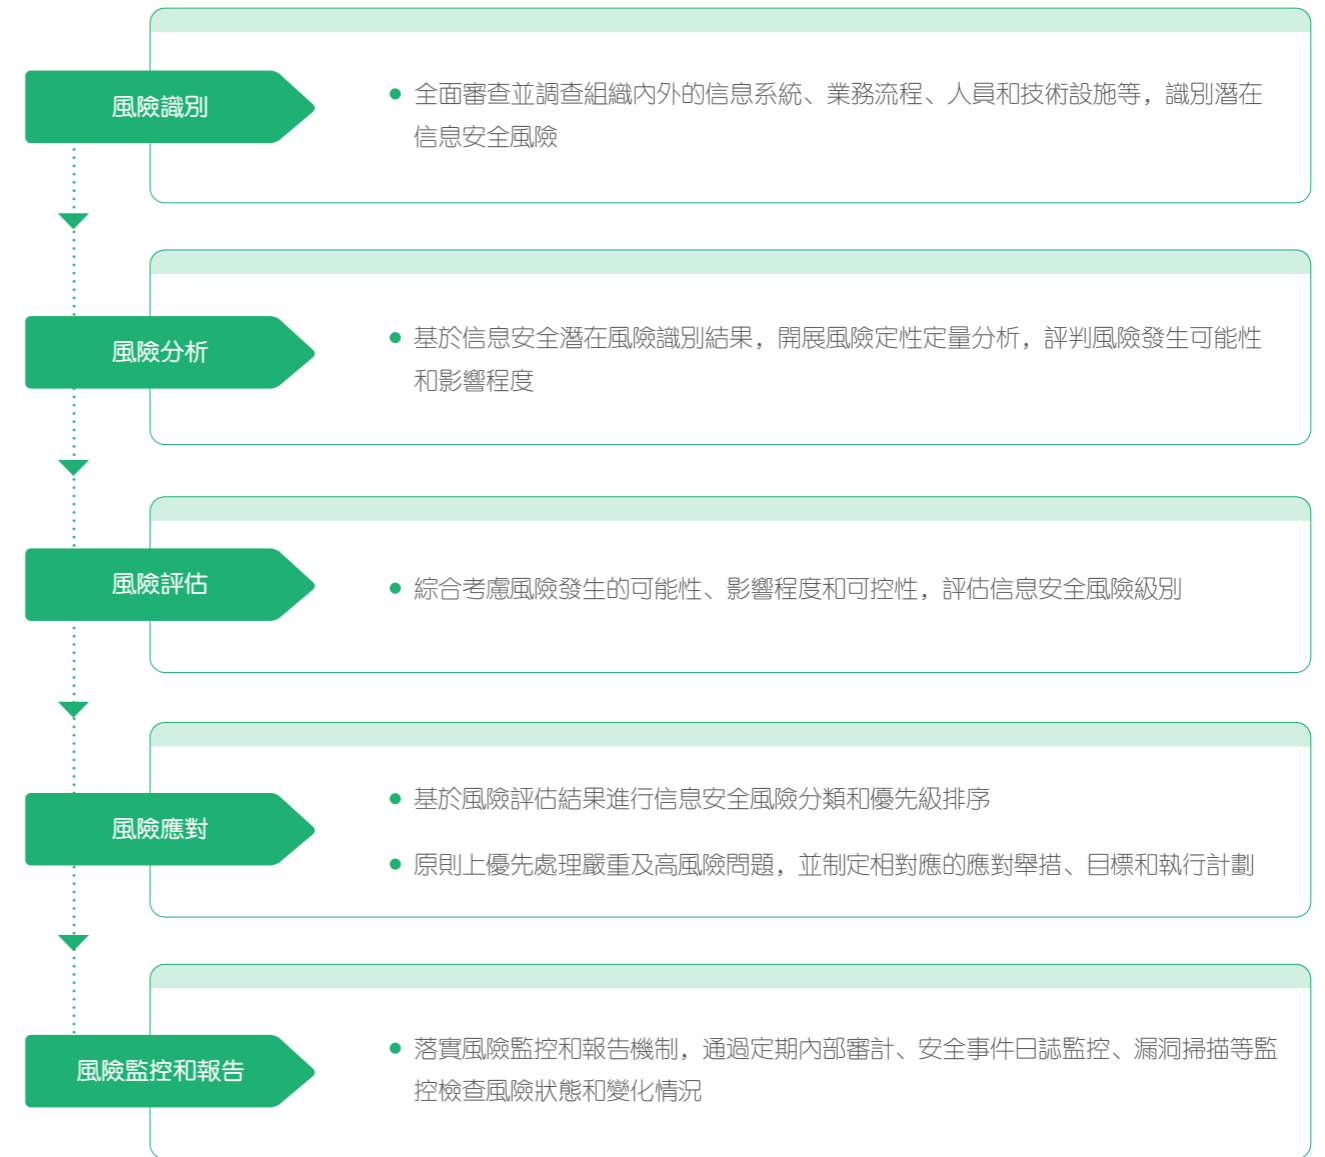 風險識別
全面審查並調查組織內外的信息系統、業務流程、人員和技術設施等，識別潛在
信息安全風險
風險分析
基於信息安全潛在風險識別結果，開展風險定性定量分析，評判風險發生可能性
和影響程度
風險評估
綜合考慮風險發生的可能性、影響程度和可控性，評估信息安全風險級別
風險應對
基於風險評估結果進行信息安全風險分類和優先級排序
原則上優先處理嚴重及高風險問題，並制定相對應的應對舉措、目標和執行計劃
風險監控和報告
落實風險監控和報告機制，通過定期內部審計、安全事件日誌監控、漏洞掃描等監
控檢查風險狀態和變化情況